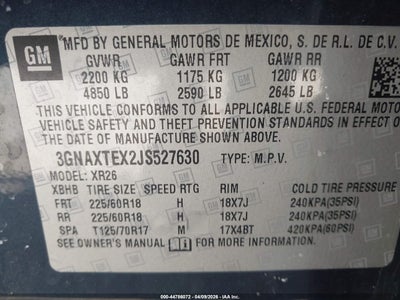 GM
MFD BY GENERAL MOTORS DE MEXICO, S. DE R.L. DE C.V.
GVWR GAWR FRT GAWR RR
2200 KG 1175 KG 1200 KG
4850 LB 2590 LB 2645 LB
THIS VEHICLE CONFORMS TO ALL APPLICABLE U.S. FEDERAL MOTOR
VEHICLE SAFETY AND THEFT PREVENTION STANDARDS IN EFFECT ON
THE DATE OF MANUFACTURE SHOWN ABOVE.
3GNAXTEX2JS527630 TYPE: M.P.V.
MODEL: XR26
XBHB TIRE SIZE SPEED RTG RIM COLD TIRE PRESSURE
FRT 225/60R18 H 18X7J 240KPA(35PSI)
RR 225/60R18 H 18X7J 240KPA(35PSI)
SPA T125/70R17 M 17X4BT 420KPA(60PSI)
SEE OWNER'S MANUAL FOR MORE INFORMATION.
000-44798072 - 04/09/2026 - IAA Inc.